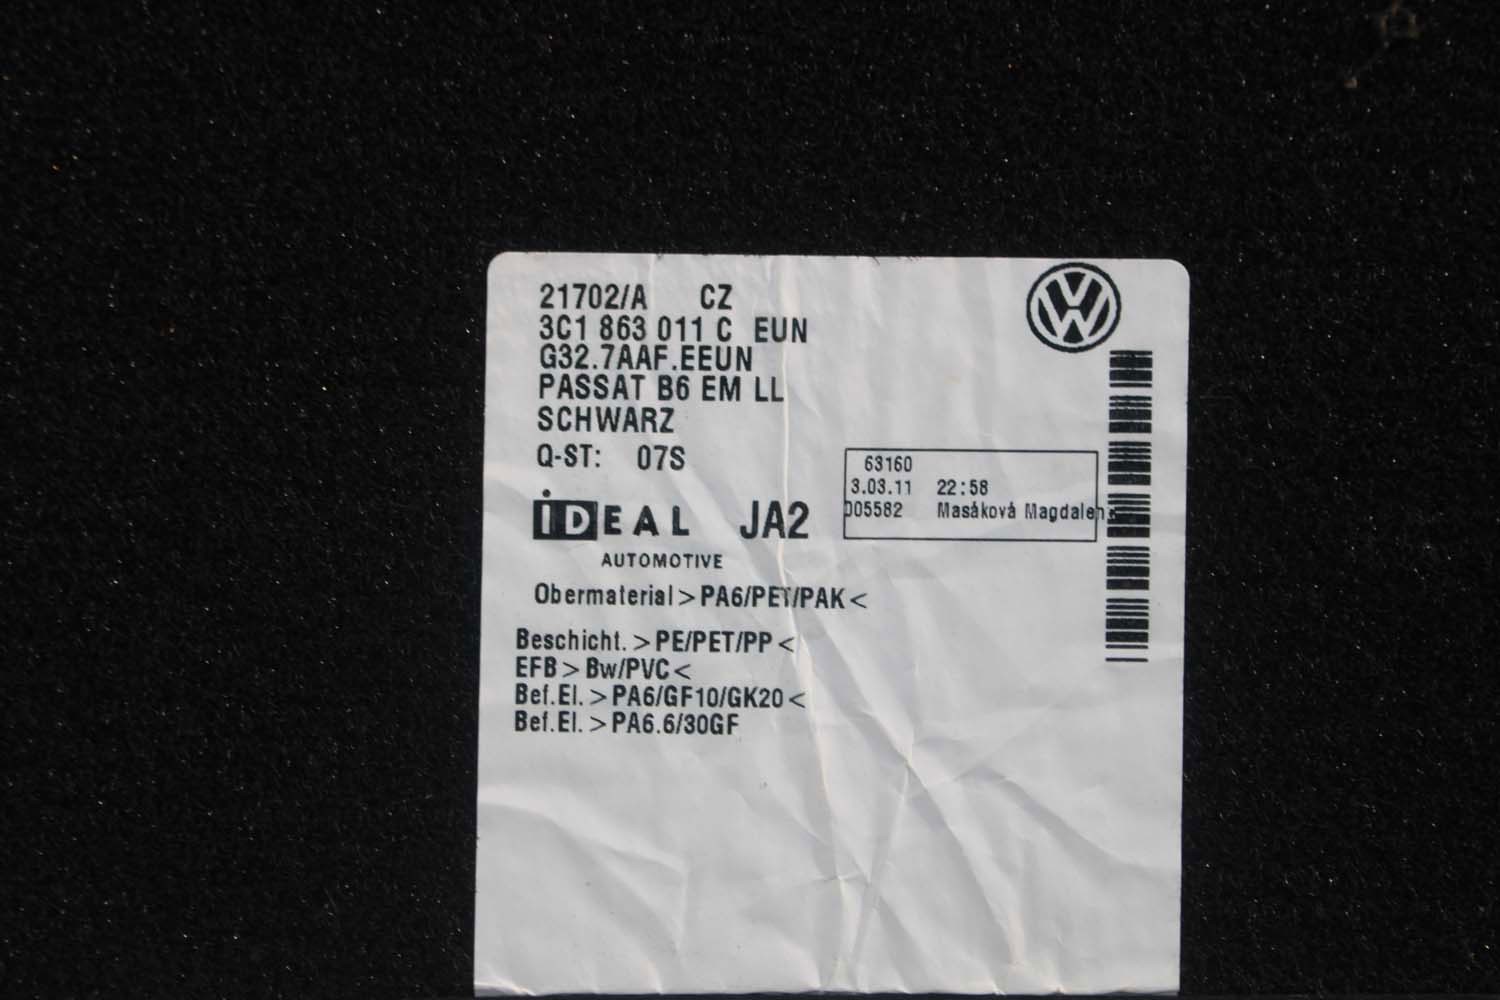 21702/A CZ
3C1 863 011 C EUN
G32.7AAF.EEUN
PASSAT B6 EM LL
SCHWARZ
Q-ST: 07S
iDEAL JA2
AUTOMOTIVE
63160
3.03.11 22:58
005582 Masåková Magdalen
Obermaterial >PA6/PET/PAK<
Beschicht. >PE/PET/PP<
EFB >Bw/PVC<
Bef.El. >PA6/GF10/GK20<
Bef.El. >PA6.6/30GF